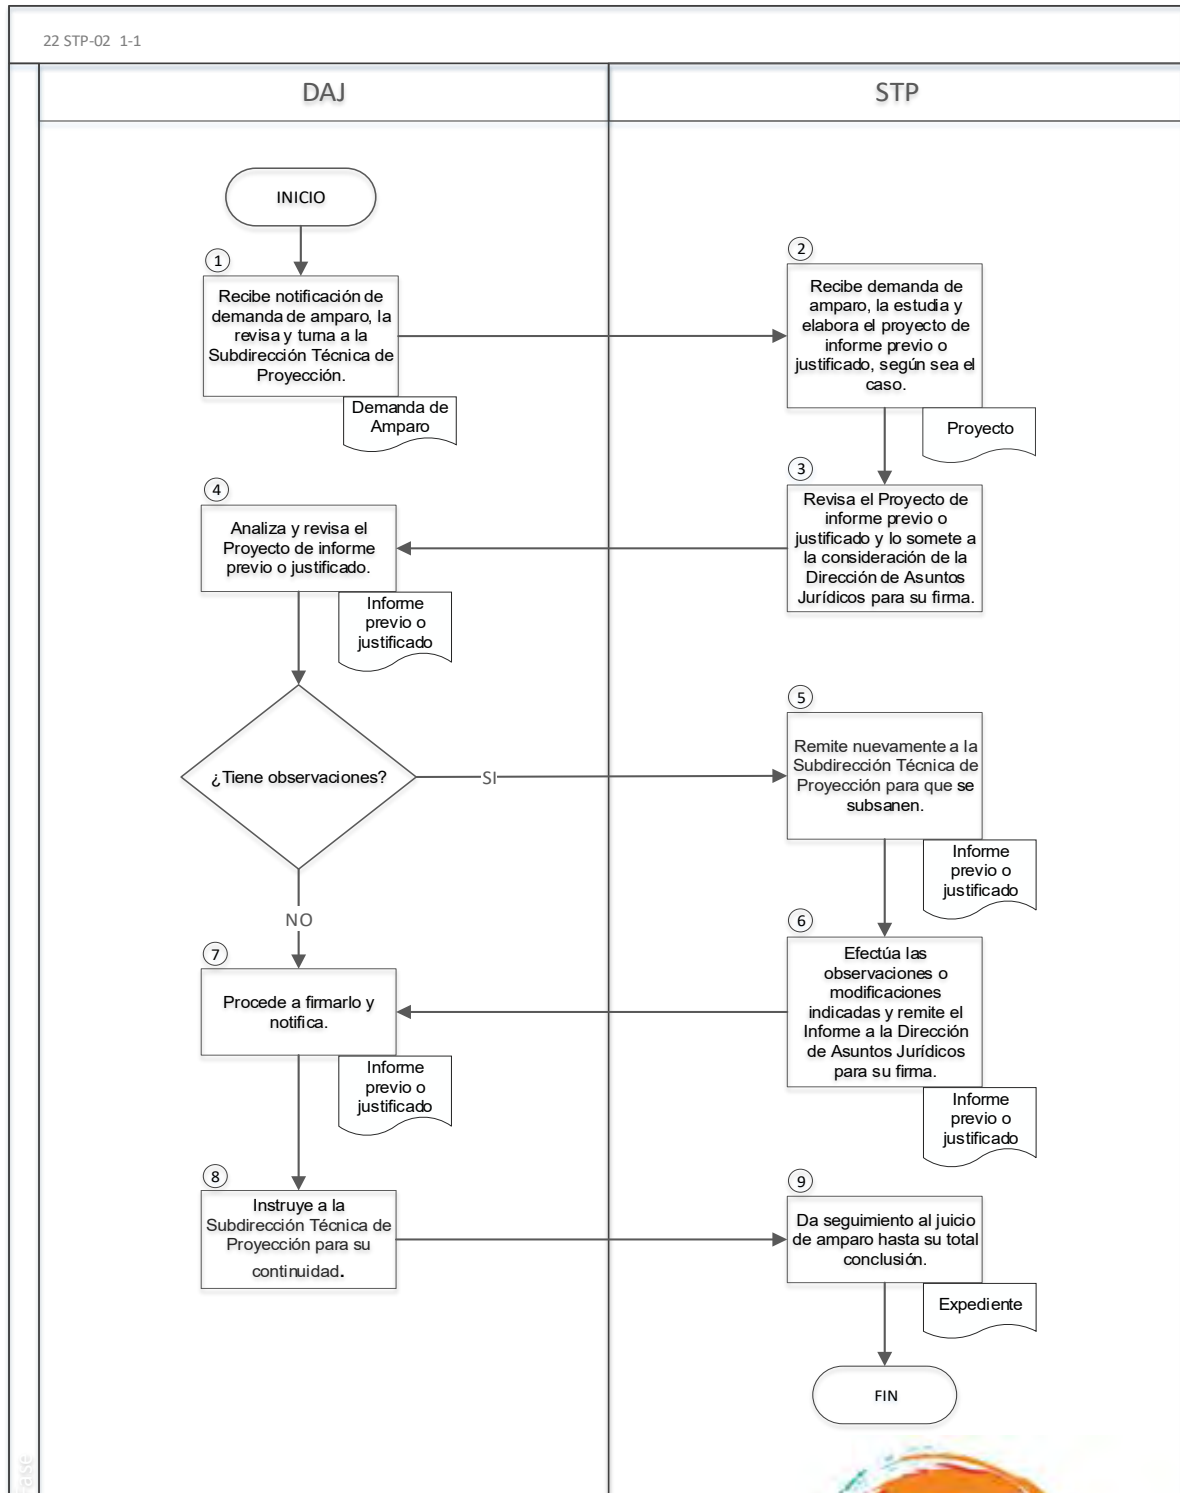 22 STP-02 1-1
DAJ
STP
INICIO
1
Recibe notificación de
demanda de amparo, la
revisa y turna a la
Subdirección Técnica de
Proyección.
Demanda de
Amparo
2
Recibe demanda de
amparo, la estudia y
elabora el proyecto de
informe previo o
justificado, según sea el
caso.
Proyecto
3
Revisa el Proyecto de
informe previo o
justificado y lo somete a
la consideración de la
Dirección de Asuntos
Jurídicos para su firma.
4
Analiza y revisa el
Proyecto de informe
previo o justificado.
Informe
previo o
justificado
¿Tiene observaciones?
SI
5
Remite nuevamente a la
Subdirección Técnica de
Proyección para que se
subsanen.
Informe
previo o
justificado
6
Efectúa las
observaciones o
modificaciones
indicadas y remite el
Informe a la Dirección
de Asuntos Jurídicos
para su firma.
Informe
previo o
justificado
NO
7
Procede a firmarlo y
notifica.
Informe
previo o
justificado
8
Instruye a la
Subdirección Técnica de
Proyección para su
continuidad.
9
Da seguimiento al juicio
de amparo hasta su total
conclusión.
Expediente
FIN
Fase